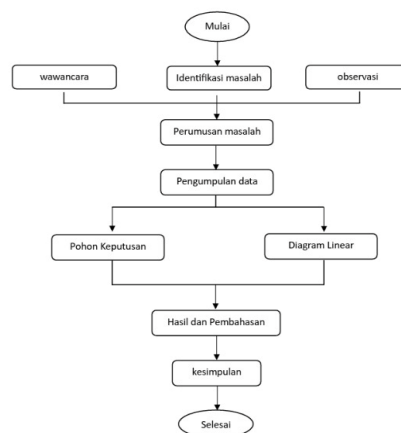 Mulai
wawancara
Identifikasi masalah
observasi
Perumusan masalah
Pengumpulan data
Pohon Keputusan
Diagram Linear
Hasil dan Pembahasan
kesimpulan
Selesai